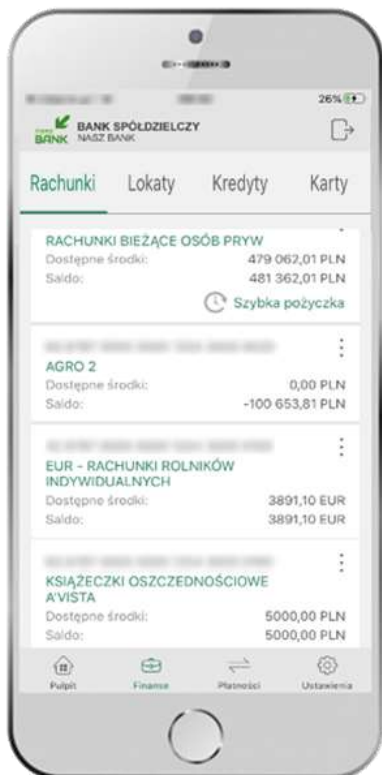 26%
BANK SPÓŁDZIELCZY
BANK NASZ BANK
Rachunki Lokaty Kredyty Karty
RACHUNKI BIEŻĄCE OSÓB PRYW
Dostępne środki: 479 062,01 PLN
Saldo: 481 362,01 PLN
Szybka pożyczka
AGRO 2
Dostępne środki: 0,00 PLN
Saldo: -100 653,81 PLN
EUR - RACHUNKI ROLNIKÓW
INDYWIDUALNYCH
Dostępne środki: 3891,10 EUR
Saldo: 3891,10 EUR
KSIĄŻECZKI OSZCZEDNOŚCIOWE
A'VISTA
Dostępne środki: 5000,00 PLN
Saldo: 5000,00 PLN
Pulpit Finanse Płatności Ustawienia